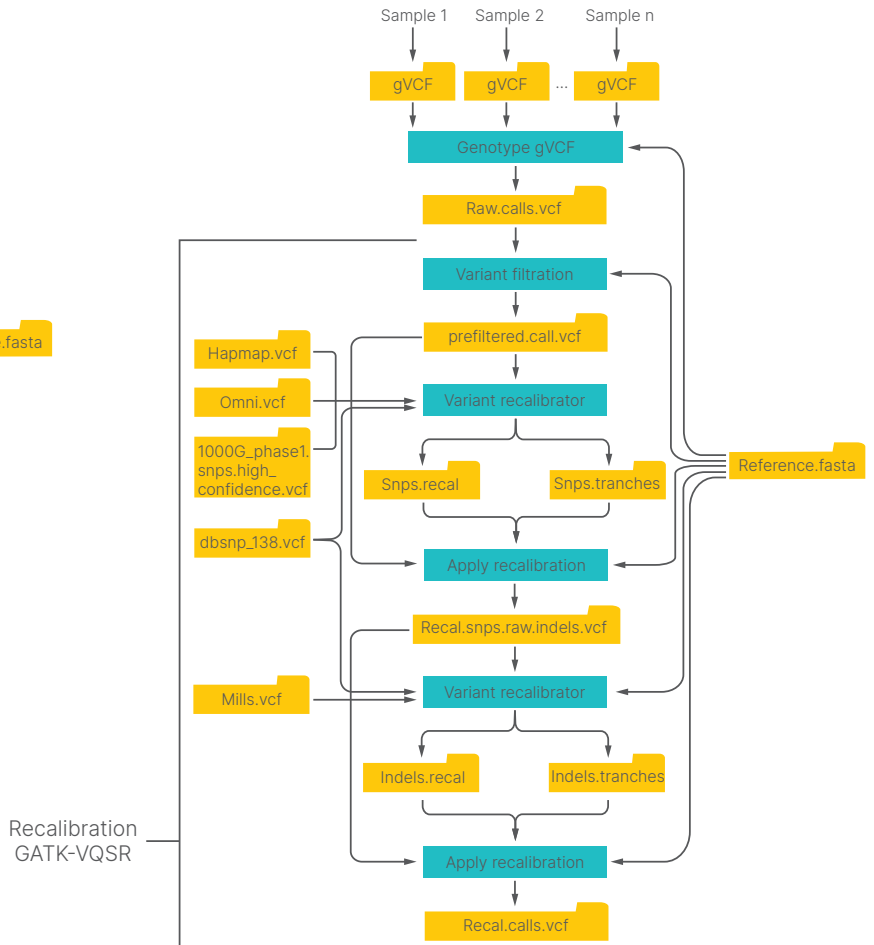 Sample 1
Sample 2
Sample n
gVCF
gVCF
...
gVCF
Genotype gVCF
Raw.calls.vcf
Variant filtration
.fasta
prefiltered.call.vcf
Hapmap.vcf
Omni.vcf
Variant recalibrator
1000G_phase1.
snps.high_
confidence.vcf
Reference.fasta
Snps.recal
Snps.tranches
dbsnp_138.vcf
Apply recalibration
Recal.snps.raw.indels.vcf
Mills.vcf
Variant recalibrator
Indels.recal
Indels.tranches
Recalibration
GATK-VQSR
Apply recalibration
Recal.calls.vcf